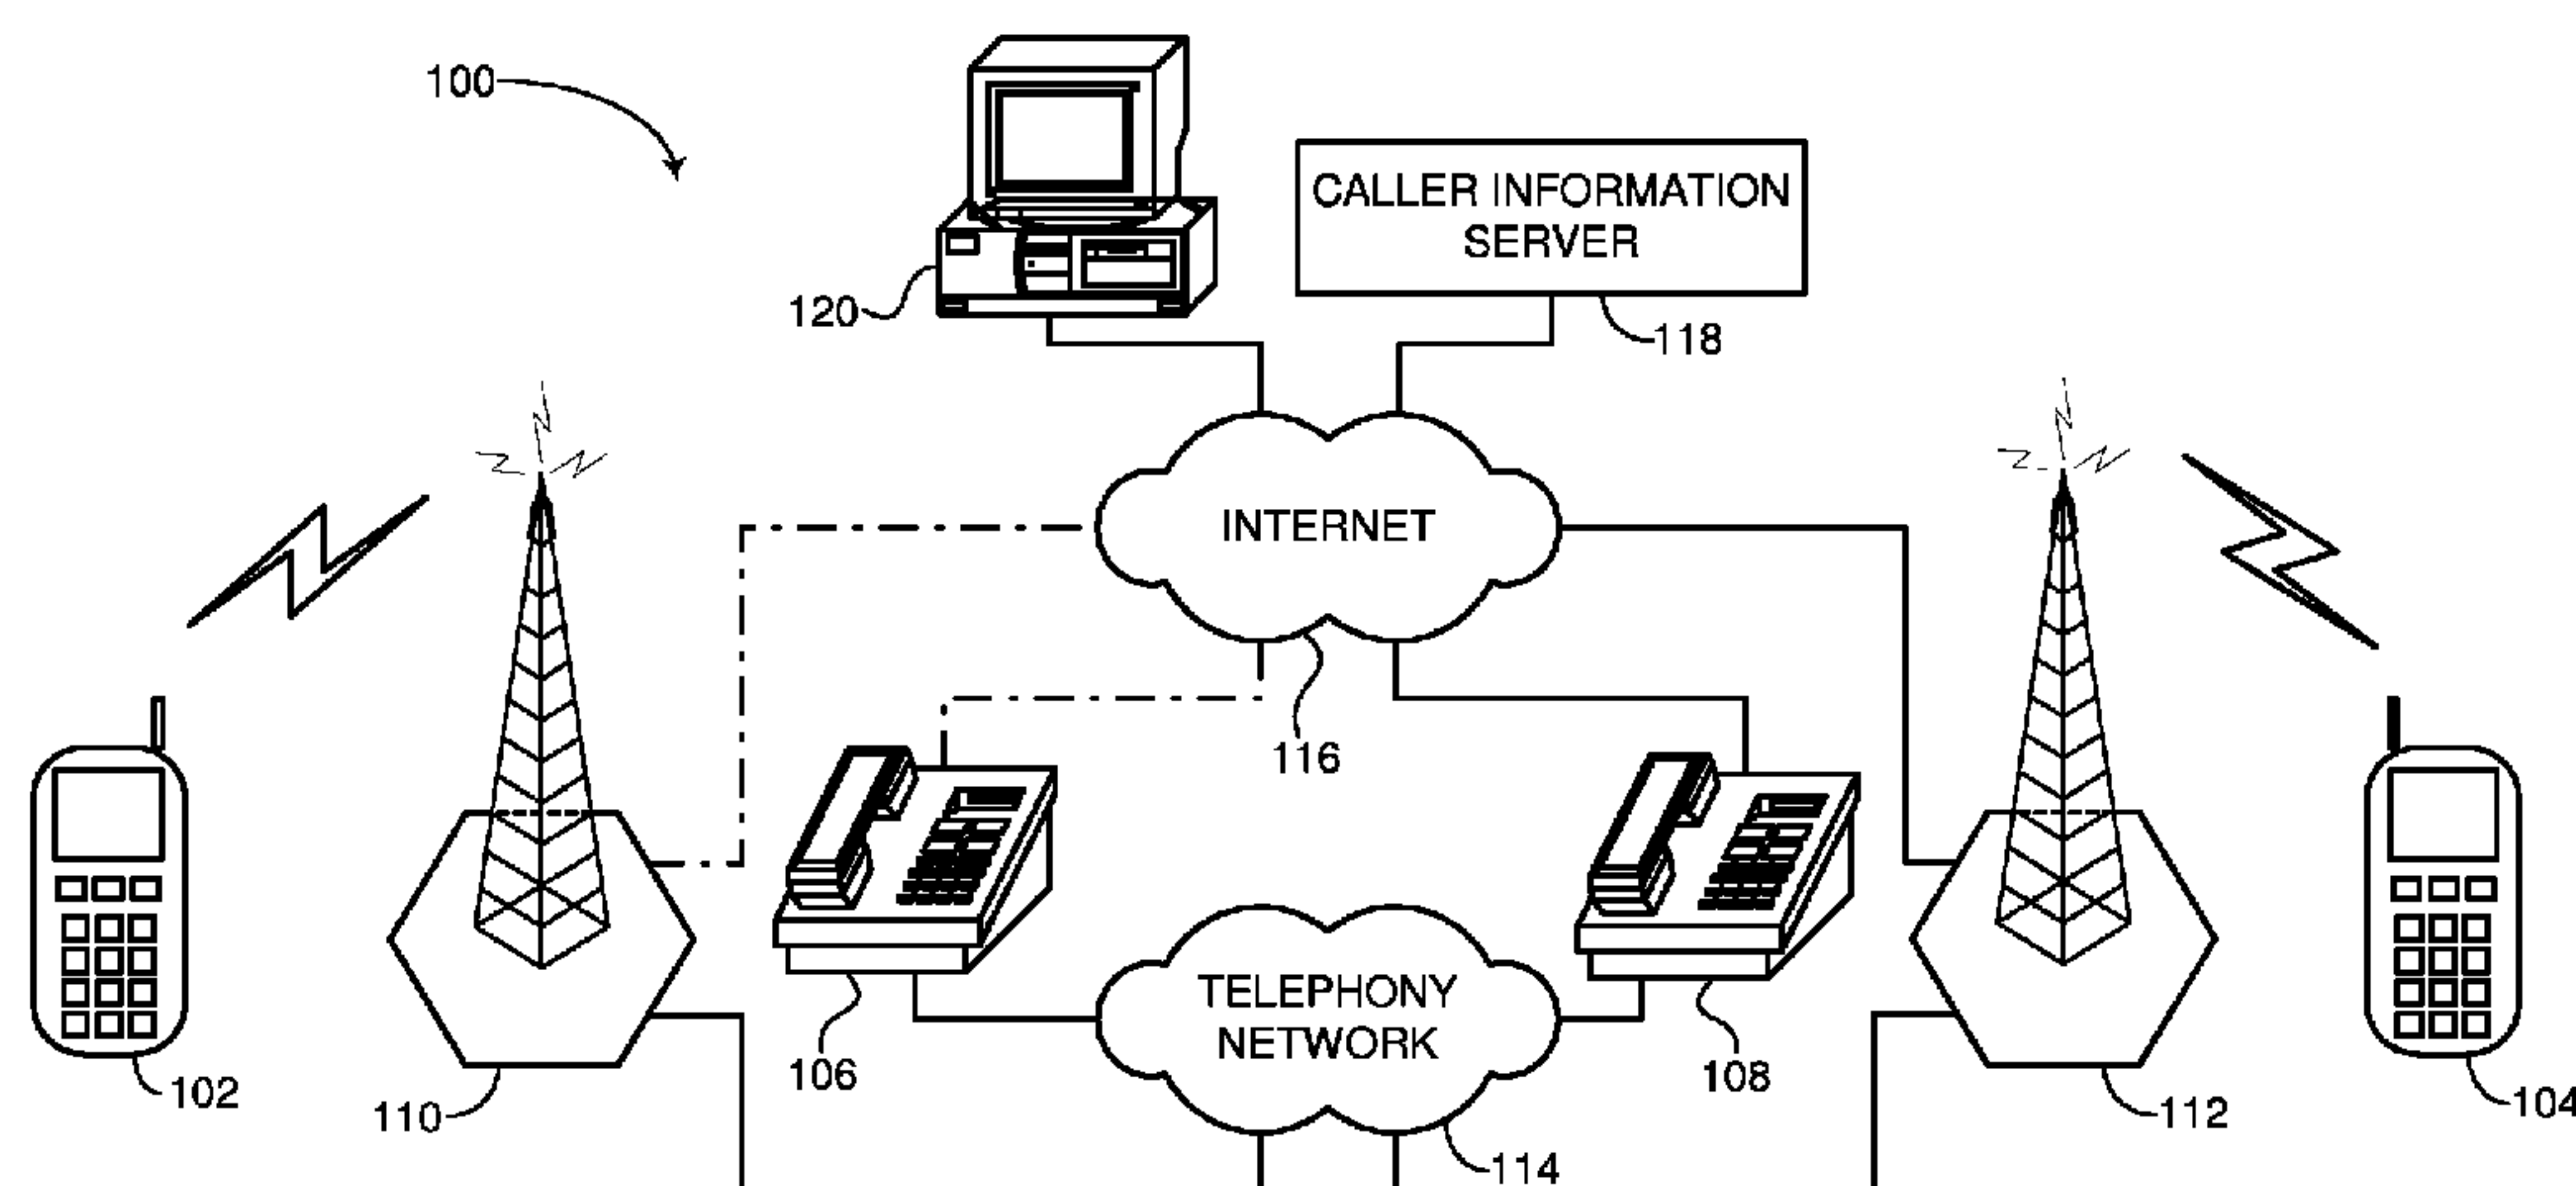 100
CALLER INFORMATION
SERVER
120
118
INTERNET
116
TELEPHONY
NETWORK
106
108
102
110
112
104
114